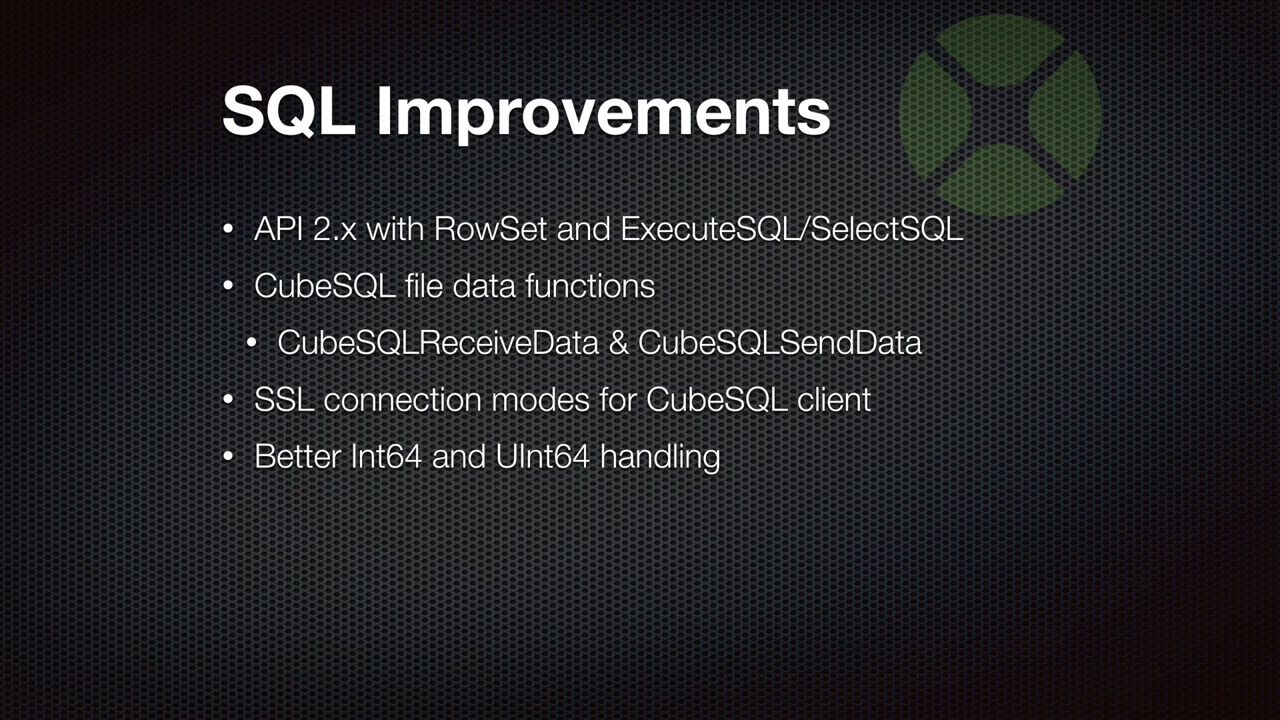 SQL Improvements
• API 2.x with RowSet and ExecuteSQL/SelectSQL
• CubeSQL file data functions
• CubeSQLReceiveData & CubeSQLSendData
• SSL connection modes for CubeSQL client
• Better Int64 and UInt64 handling